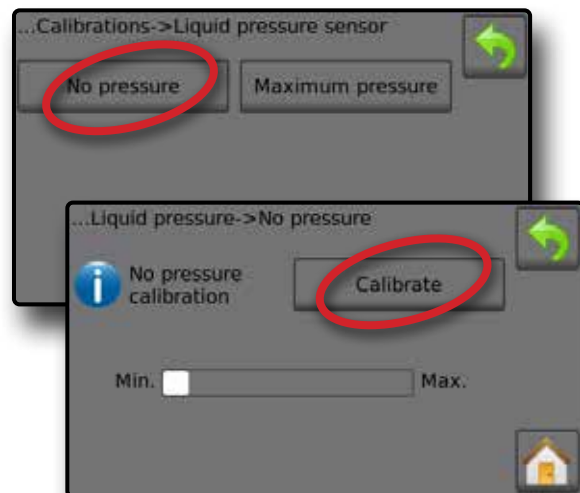 ...Calibrations->Liquid pressure sensor
No pressure Maximum pressure
...Liquid pressure->No pressure
No pressure
calibration
Calibrate
Min. Max.